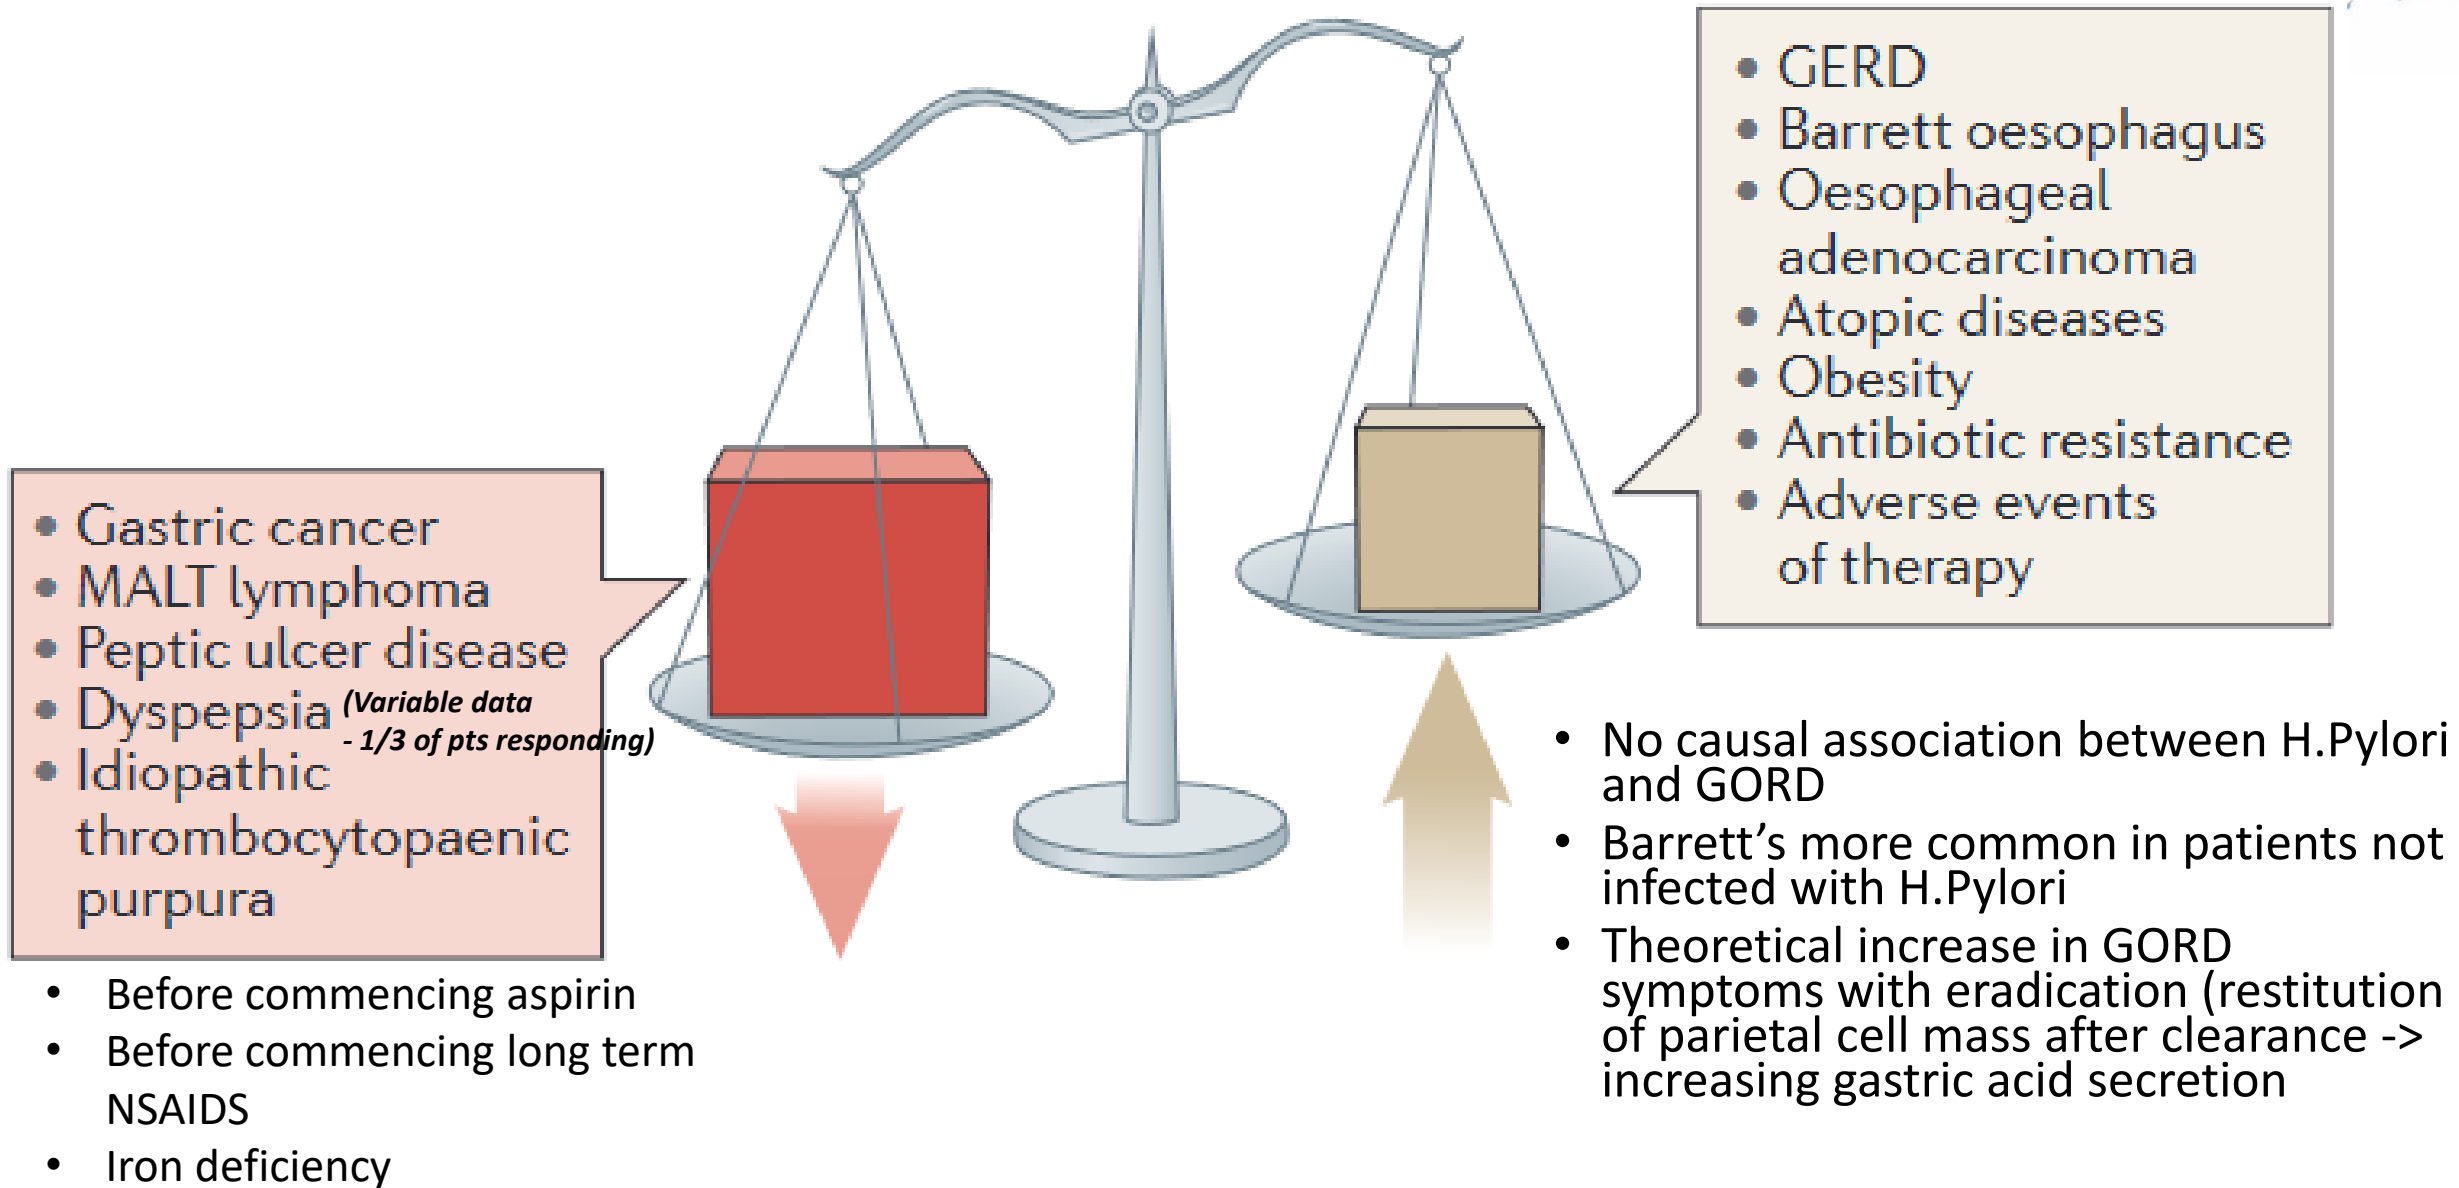 • GERD
• Barrett oesophagus
• Oesophageal
adenocarcinoma
• Atopic diseases
• Obesity
• Antibiotic resistance
• Adverse events
of therapy
• Gastric cancer
• MALT lymphoma
• Peptic ulcer disease
• Dyspepsia (Variable data
- 1/3 of pts responding)
• Idiopathic
thrombocytopaenic
purpura
• Before commencing aspirin
• Before commencing long term
NSAIDS
• Iron deficiency
• No causal association between H.Pylori
and GORD
• Barrett’s more common in patients not
infected with H.Pylori
• Theoretical increase in GORD
symptoms with eradication (restitution
of parietal cell mass after clearance ->
increasing gastric acid secretion